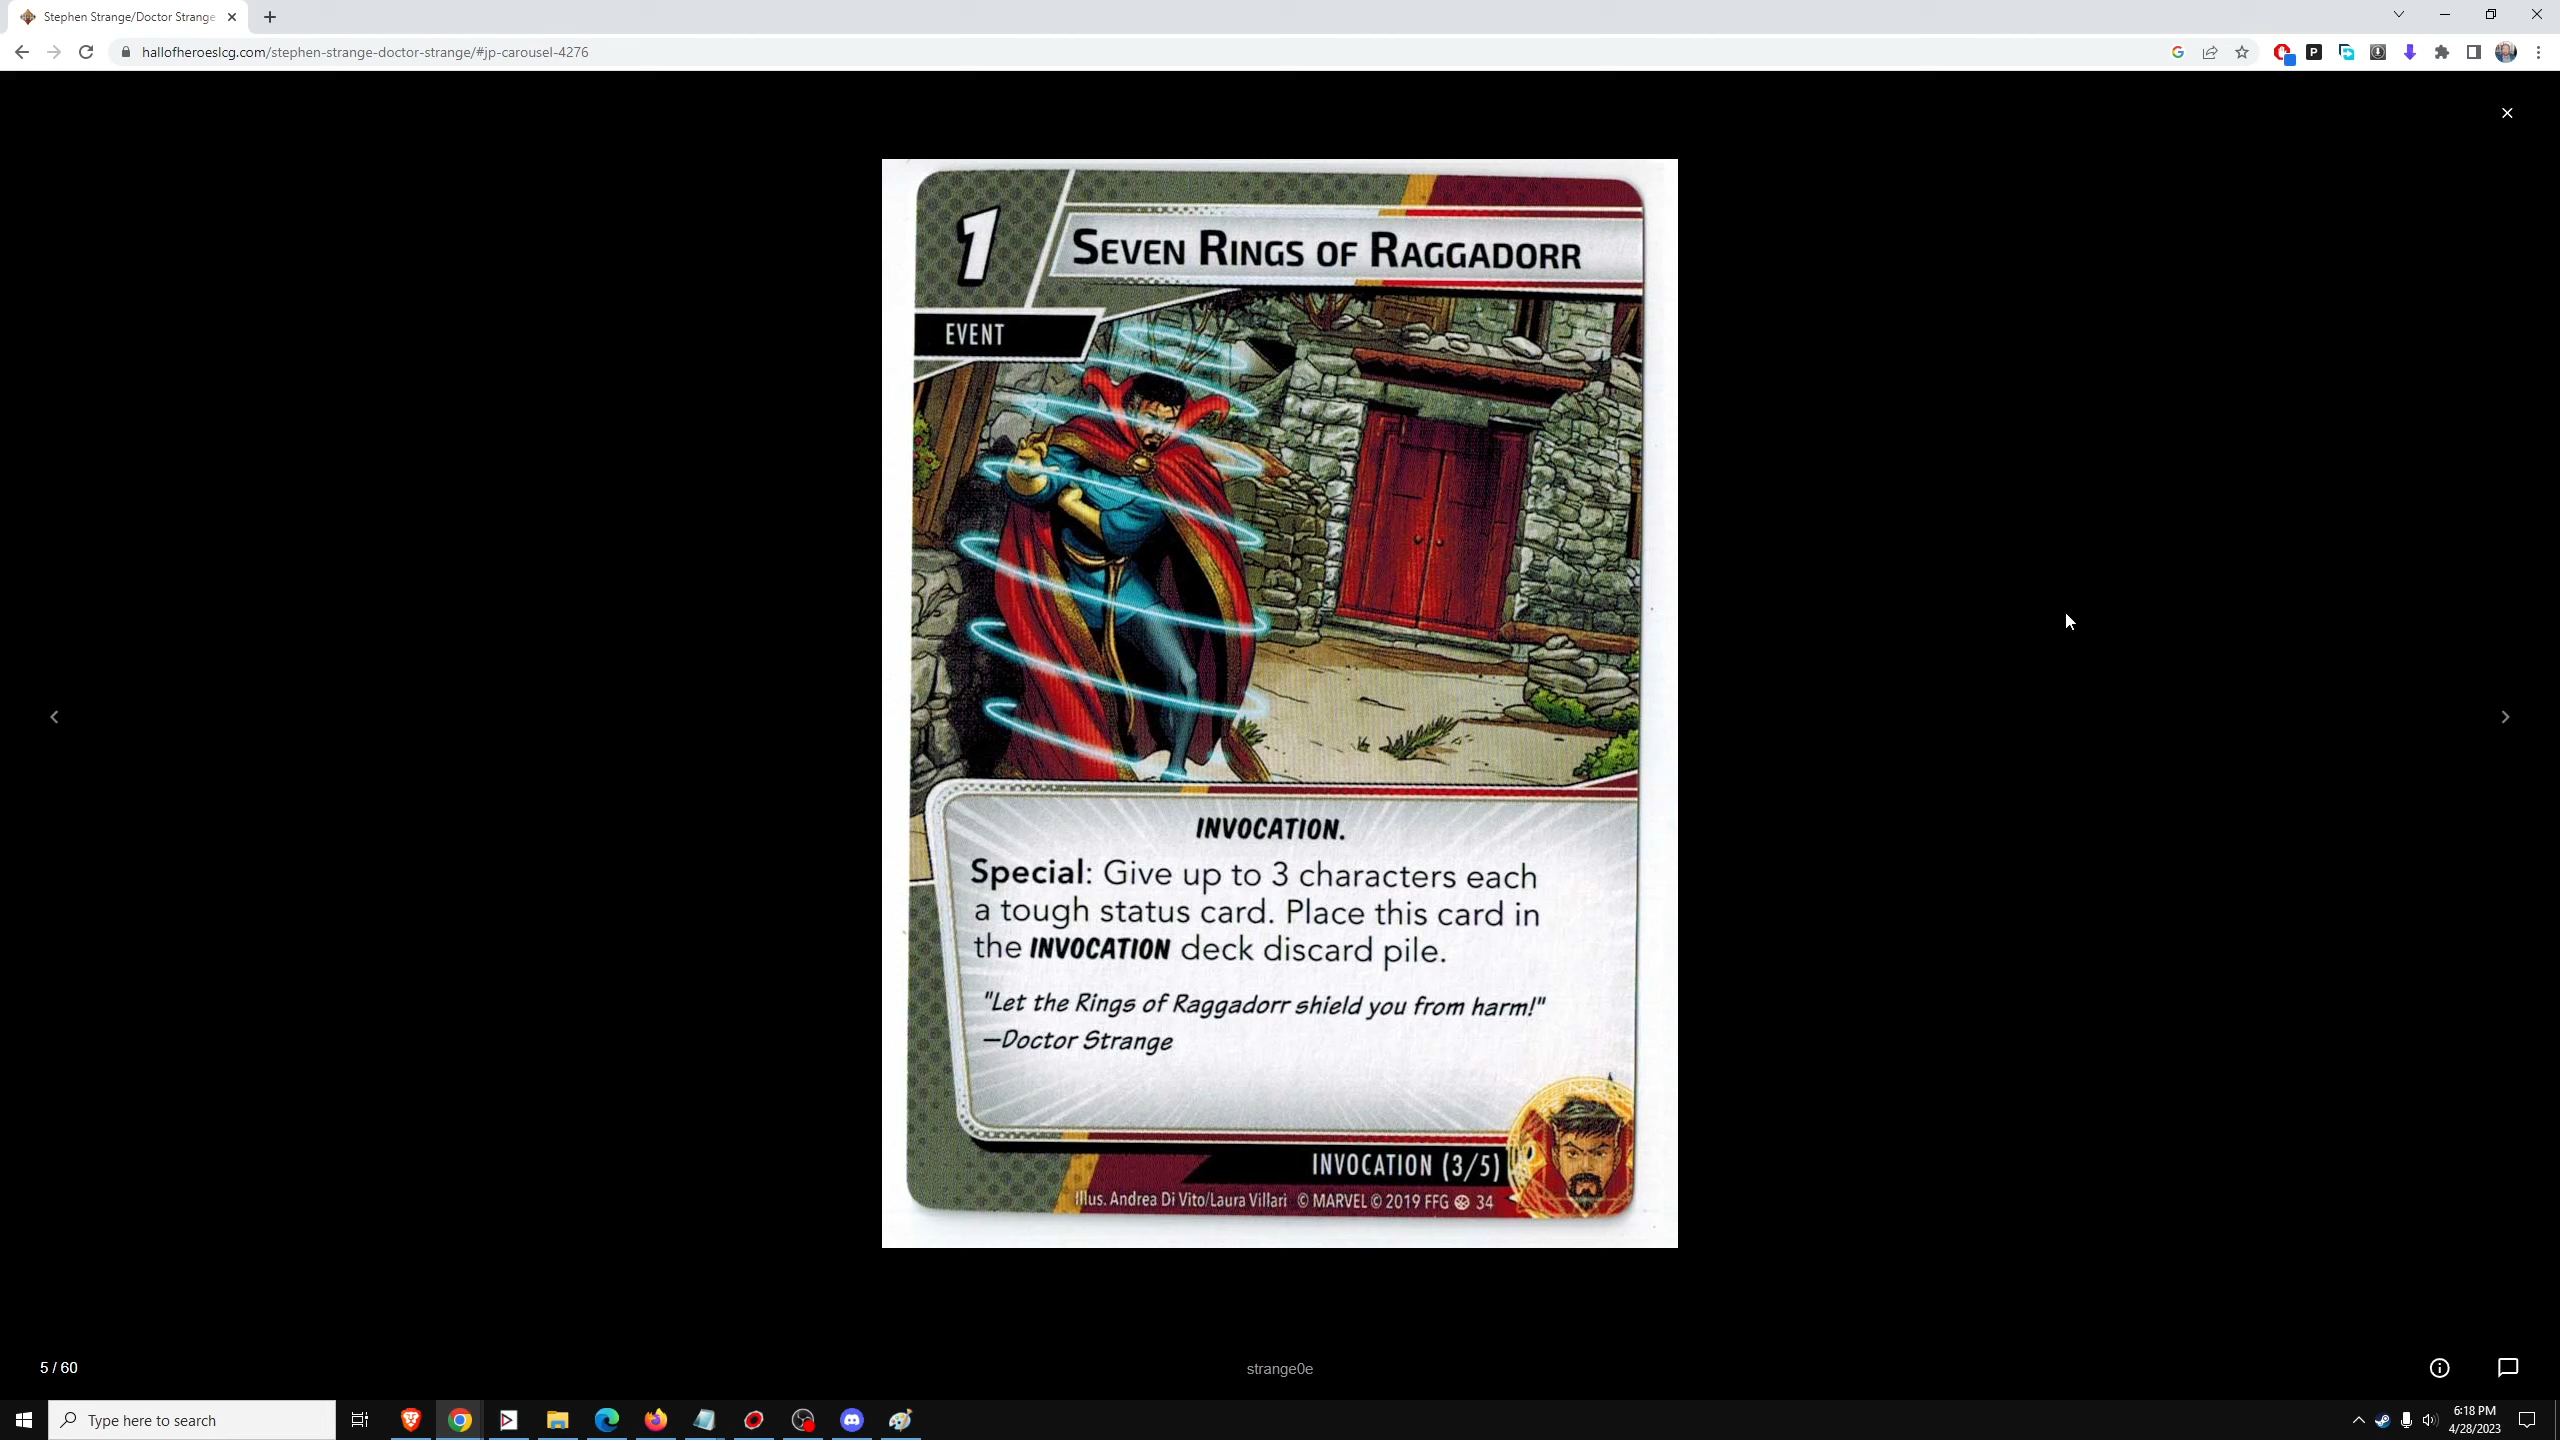 Stephen Strange/Doctor Strange
hallofheroeslcg.com/stephen-strange-doctor-strange/#jp-carousel-4276
1
SEVEN RINGS OF RAGGADORR
EVENT
INVOCATION.
Special: Give up to 3 characters each
a tough status card. Place this card in
the INVOCATION deck discard pile.
"Let the Rings of Raggadorr shield you from harm!"
—Doctor Strange
INVOCATION (3/5)
Illus. Andrea Di Vito/Laura Villari © MARVEL © 2019 FFG 34
5 / 60
strange0e
Type here to search
6:18 PM
4/28/2023